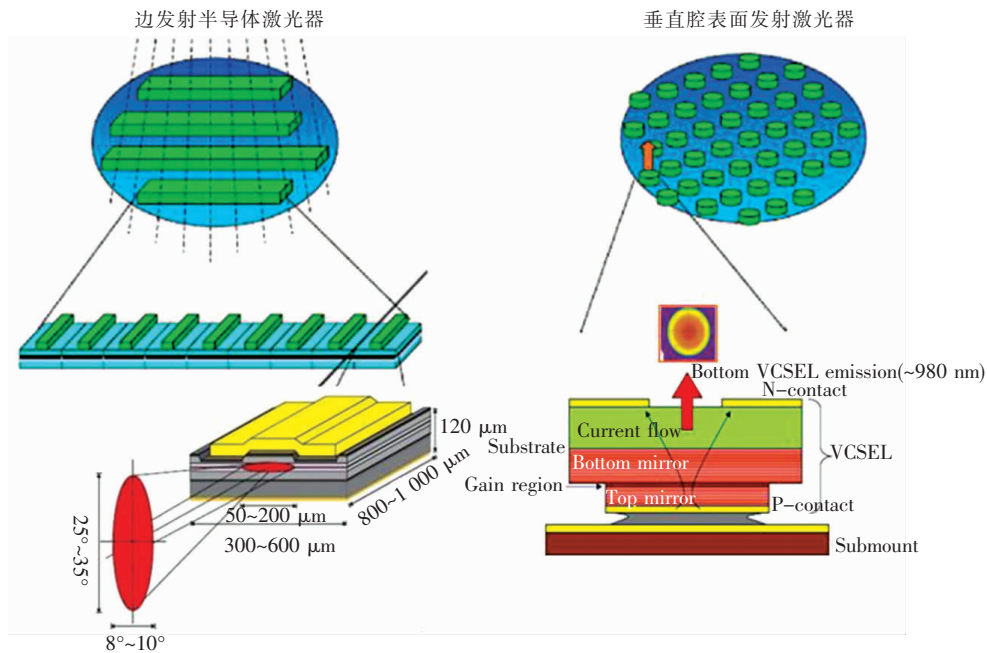 边发射半导体激光器
垂直腔表面发射激光器
120 μm
800~1 000 μm
50~200 μm
300~600 μm
25°~35°
8°~10°
Bottom VCSEL emission(~980 nm)
N-contact
Current flow
Substrate
VCSEL
Bottom mirror
Gain region
Top mirror
P-contact
Submount